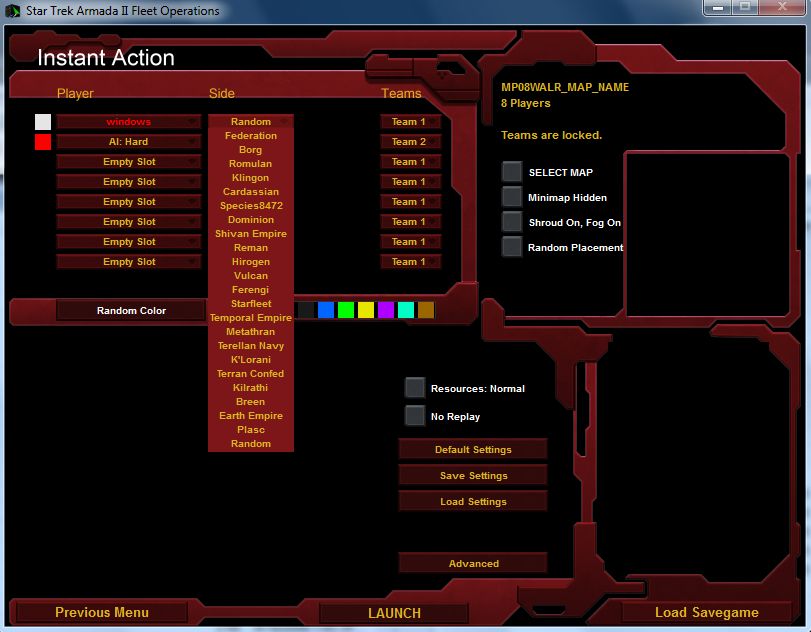 Star Trek Armada II Fleet Operations
Instant Action
Player Side Teams
windows Random Team 1
AI: Hard Team 2
Empty Slot Team 1
Empty Slot Team 1
Empty Slot Team 1
Empty Slot Team 1
Empty Slot Team 1
Empty Slot Team 1
Federation
Borg
Romulan
Klingon
Cardassian
Species8472
Dominion
Shivan Empire
Reman
Hirogen
Vulcan
Ferengi
Starfleet
Temporal Empire
Metathran
Terellan Navy
K'Lorani
Terran Confed
Kilrathi
Breen
Earth Empire
Plasc
Random
Random Color
MP08WALR_MAP_NAME
8 Players
Teams are locked.
SELECT MAP
Minimap Hidden
Shroud On, Fog On
Random Placement
Resources: Normal
No Replay
Default Settings
Save Settings
Load Settings
Advanced
Previous Menu LAUNCH Load Savegame